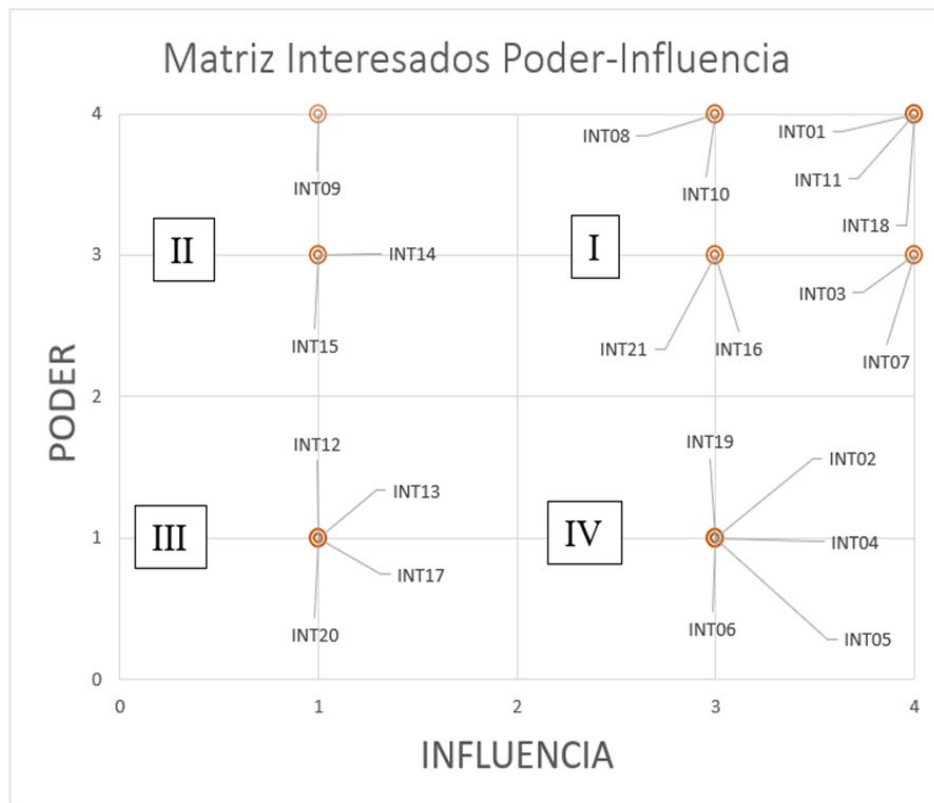 Matriz Interesados Poder-Influencia
4
INT08
INT01
INT09
INT10
INT11
INT18
II
I
3
INT14
INT03
INT15
INT21
INT16
INT07
PODER
2
INT12
INT19
INT02
INT13
III
IV
1
INT04
INT17
INT20
INT06
INT05
0
0
1
2
3
4
INFLUENCIA